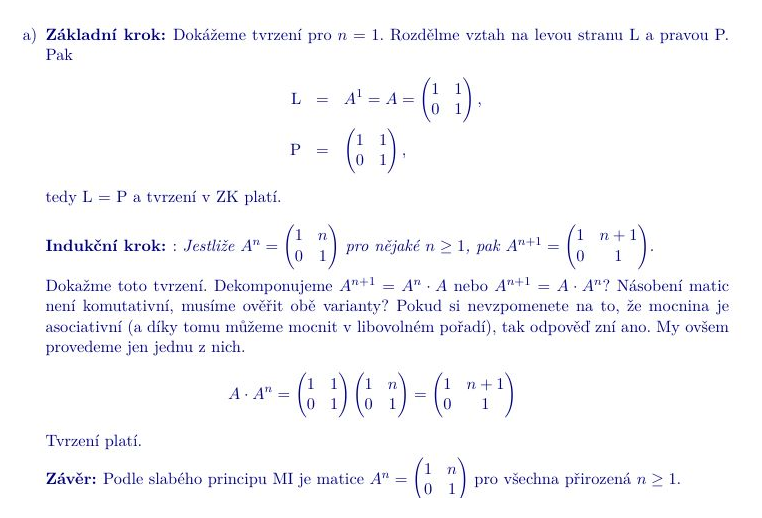 a) Základní krok: Dokážeme tvrzení pro n = 1. Rozdělme vztah na levou stranu L a pravou P.
Pak
L = A^1 = A = \begin{pmatrix} 1 & 1 \\ 0 & 1 \end{pmatrix},
P = \begin{pmatrix} 1 & 1 \\ 0 & 1 \end{pmatrix},
tedy L = P a tvrzení v ZK platí.
Indukční krok: : Jestliže A^n = \begin{pmatrix} 1 & n \\ 0 & 1 \end{pmatrix} pro nějaké n ≥ 1, pak A^{n+1} = \begin{pmatrix} 1 & n+1 \\ 0 & 1 \end{pmatrix}.
Dokažme toto tvrzení. Dekomponujeme A^{n+1} = A^n · A nebo A^{n+1} = A · A^n? Násobení matic
není komutativní, musíme ověřit obě varianty? Pokud si nevzpomenete na to, že mocnina je
asociativní (a díky tomu můžeme mocnit v libovolném pořadí), tak odpověď zní ano. My ovšem
provedeme jen jednu z nich.
A · A^n = \begin{pmatrix} 1 & 1 \\ 0 & 1 \end{pmatrix} \begin{pmatrix} 1 & n \\ 0 & 1 \end{pmatrix} = \begin{pmatrix} 1 & n+1 \\ 0 & 1 \end{pmatrix}
Tvrzení platí.
Závěr: Podle slabého principu MI je matice A^n = \begin{pmatrix} 1 & n \\ 0 & 1 \end{pmatrix} pro všechna přirozená n ≥ 1.